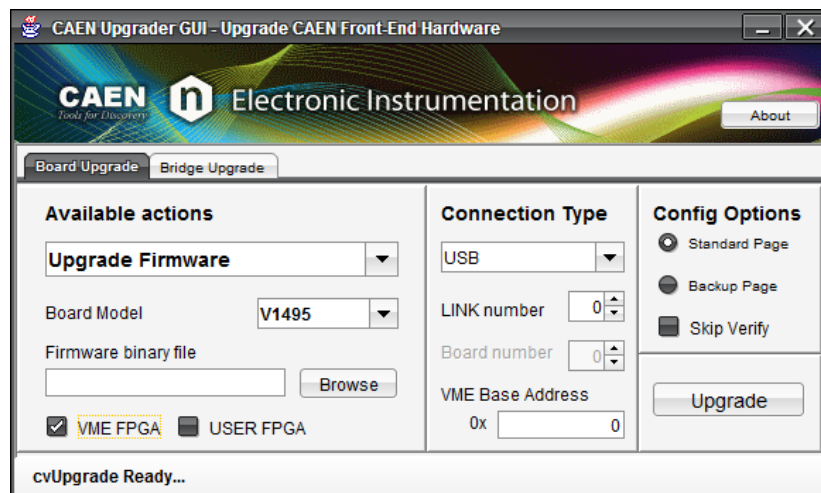 CAEN Upgrader GUI - Upgrade CAEN Front-End Hardware
CAEN n Electronic Instrumentation
Tools for Discovery
About
Board Upgrade Bridge Upgrade
Available actions
Upgrade Firmware
Board Model V1495
Firmware binary file
Browse
VME FPGA USER FPGA
Connection Type
USB
LINK number 0
Board number 0
VME Base Address
0x 0
Config Options
Standard Page
Backup Page
Skip Verify
Upgrade
cvUpgrade Ready...